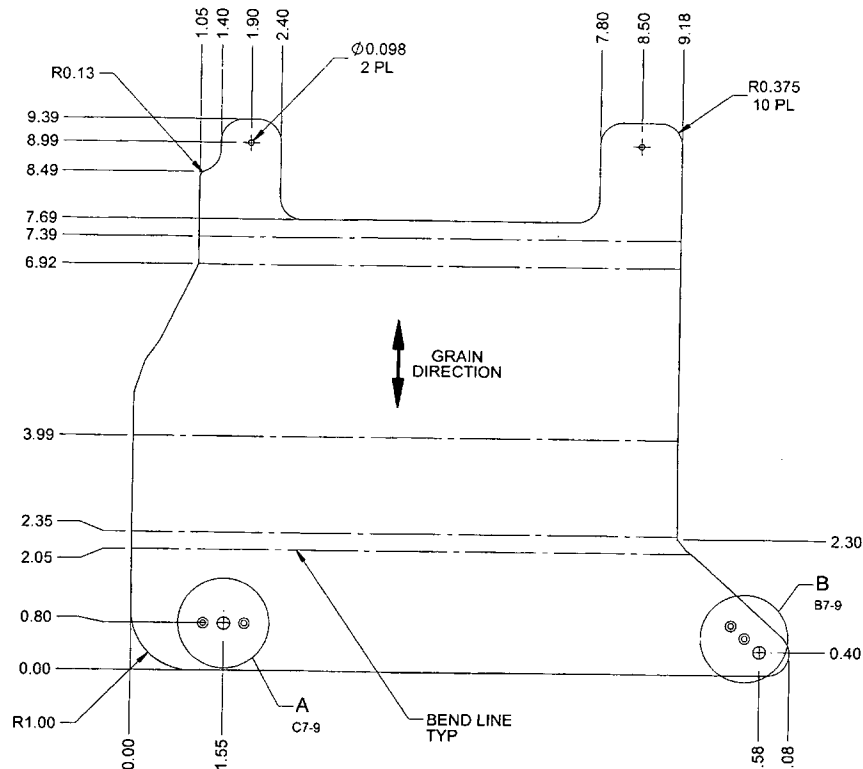 1.05
1.40
1.90
2.40
7.80
8.50
9.18
Ø0.098
2 PL
R0.13
R0.375
10 PL
9.39
8.99
8.49
7.69
7.39
6.92
GRAIN
DIRECTION
3.99
2.35
2.30
2.05
B
B7-9
0.80
0.40
0.00
A
C7-9
R1.00
BEND LINE
TYP
0.00
1.55
.58
.08